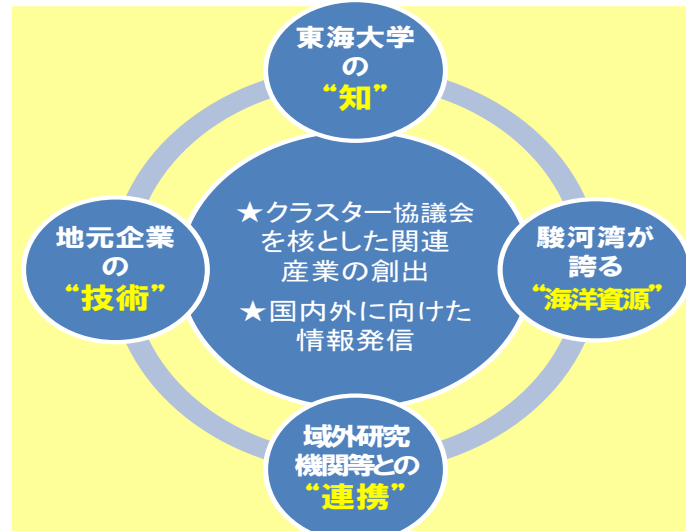 東海大学
の
“知”
地元企業
の
“技術”
★クラスター協議会
を核とした関連
産業の創出
★国内外に向けた
情報発信
駿河湾が
誇る
“海洋資源”
域外研究
機関等との
“連携”